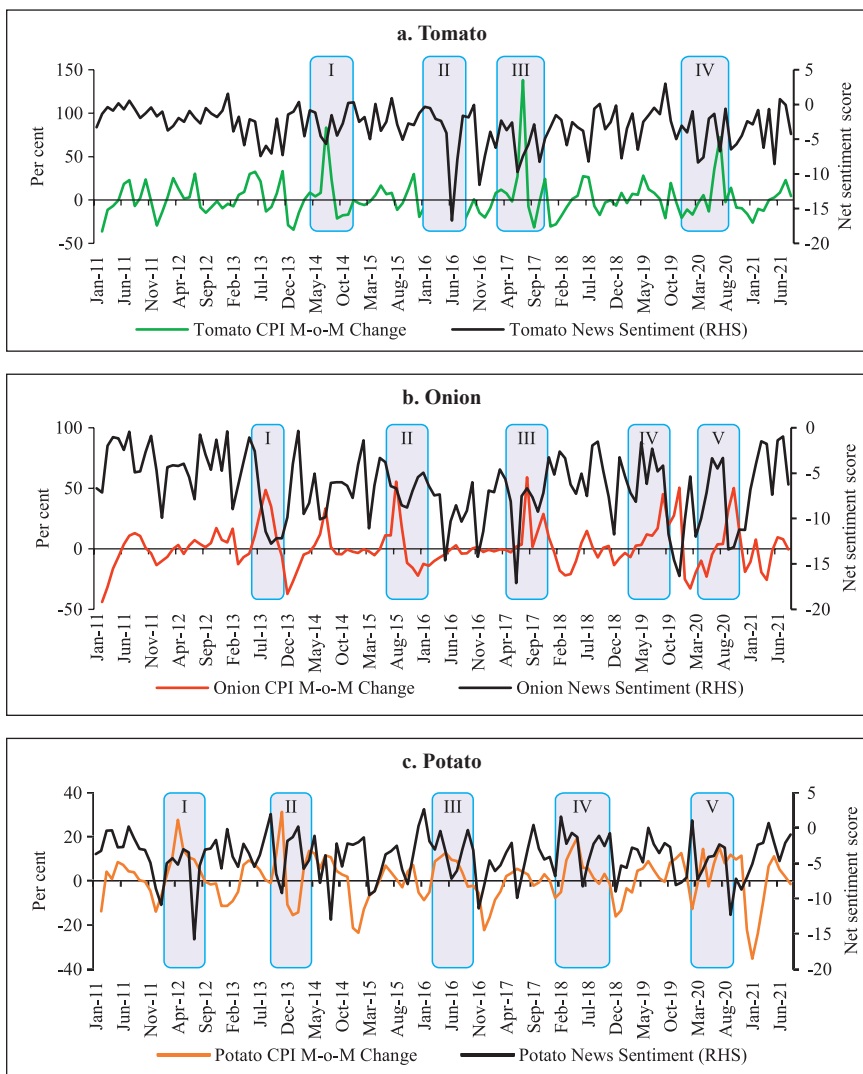 a. Tomato
I II III IV
150
100
50
0
-50
Per cent
5
0
-5
-10
-15
-20
Net sentiment score
Jan-11
Jun-11
Nov-11
Apr-12
Sep-12
Feb-13
Jul-13
Dec-13
May-14
Oct-14
Mar-15
Aug-15
Jan-16
Jun-16
Nov-16
Apr-17
Sep-17
Feb-18
Jul-18
Dec-18
May-19
Oct-19
Mar-20
Aug-20
Jan-21
Jun-21
Tomato CPI M-o-M Change Tomato News Sentiment (RHS)
b. Onion
I II III IV V
100
50
0
-50
Per cent
0
-5
-10
-15
-20
Net sentiment score
Jan-11
Jun-11
Nov-11
Apr-12
Sep-12
Feb-13
Jul-13
Dec-13
May-14
Oct-14
Mar-15
Aug-15
Jan-16
Jun-16
Nov-16
Apr-17
Sep-17
Feb-18
Jul-18
Dec-18
May-19
Oct-19
Mar-20
Aug-20
Jan-21
Jun-21
Onion CPI M-o-M Change Onion News Sentiment (RHS)
c. Potato
I II III IV V
40
20
0
-20
-40
Per cent
5
0
-5
-10
-15
-20
Net sentiment score
Jan-11
Jun-11
Nov-11
Apr-12
Sep-12
Feb-13
Jul-13
Dec-13
May-14
Oct-14
Mar-15
Aug-15
Jan-16
Jun-16
Nov-16
Apr-17
Sep-17
Feb-18
Jul-18
Dec-18
May-19
Oct-19
Mar-20
Aug-20
Jan-21
Jun-21
Potato CPI M-o-M Change Potato News Sentiment (RHS)